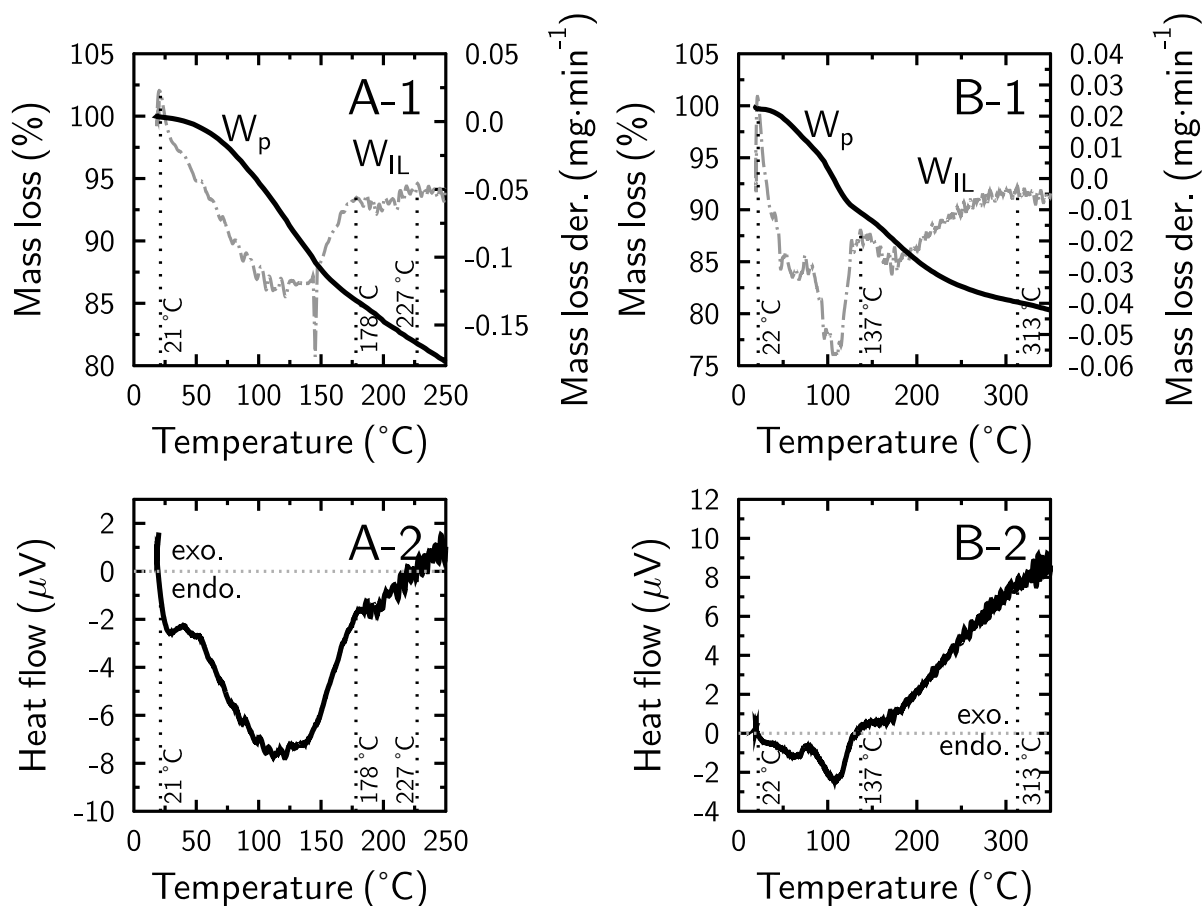 105
100
95
90
85
80
0.05
0.0
-0.05
-0.1
-0.15
0 50 100 150 200 250
Mass loss (%)
Mass loss der. (mg·min⁻¹)
Temperature (°C)
A-1
W_p
W_IL
21 °C
178 °C
227 °C
105
100
95
90
85
80
75
0.04
0.03
0.02
0.01
0.0
-0.01
-0.02
-0.03
-0.04
-0.05
-0.06
0 100 200 300
Mass loss (%)
Mass loss der. (mg·min⁻¹)
Temperature (°C)
B-1
W_p
W_IL
22 °C
137 °C
313 °C
2
0
-2
-4
-6
-8
-10
0 50 100 150 200 250
Heat flow (μV)
Temperature (°C)
A-2
exo.
endo.
21 °C
178 °C
227 °C
12
10
8
6
4
2
0
-2
-4
0 100 200 300
Heat flow (μV)
Temperature (°C)
B-2
exo.
endo.
22 °C
137 °C
313 °C